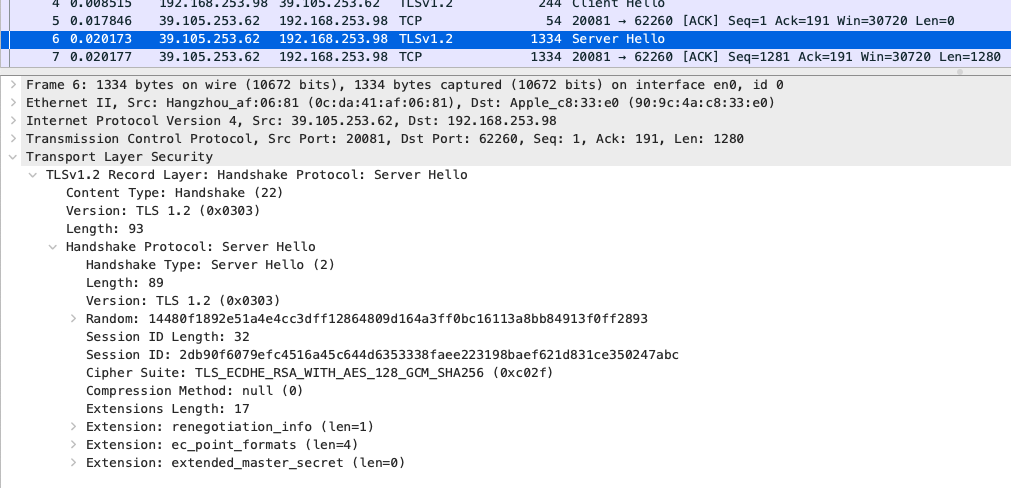 4 0.008515 192.168.253.98 39.105.253.62 TLSv1.2 244 Client Hello
5 0.017846 39.105.253.62 192.168.253.98 TCP 54 20081 → 62260 [ACK] Seq=1 Ack=191 Win=30720 Len=0
6 0.020173 39.105.253.62 192.168.253.98 TLSv1.2 1334 Server Hello
7 0.020177 39.105.253.62 192.168.253.98 TCP 1334 20081 → 62260 [ACK] Seq=1281 Ack=191 Win=30720 Len=1280
Frame 6: 1334 bytes on wire (10672 bits), 1334 bytes captured (10672 bits) on interface en0, id 0
Ethernet II, Src: Hangzhou_af:06:81 (0c:da:41:af:06:81), Dst: Apple_c8:33:e0 (90:9c:4a:c8:33:e0)
Internet Protocol Version 4, Src: 39.105.253.62, Dst: 192.168.253.98
Transmission Control Protocol, Src Port: 20081, Dst Port: 62260, Seq: 1, Ack: 191, Len: 1280
Transport Layer Security
TLSv1.2 Record Layer: Handshake Protocol: Server Hello
Content Type: Handshake (22)
Version: TLS 1.2 (0x0303)
Length: 93
Handshake Protocol: Server Hello
Handshake Type: Server Hello (2)
Length: 89
Version: TLS 1.2 (0x0303)
Random: 14480f1892e51a4e4cc3dff12864809d164a3ff0bc16113a8bb84913f0ff2893
Session ID Length: 32
Session ID: 2db90f6079efc4516a45c644d6353338faee223198baef621d831ce350247abc
Cipher Suite: TLS_ECDHE_RSA_WITH_AES_128_GCM_SHA256 (0xc02f)
Compression Method: null (0)
Extensions Length: 17
Extension: renegotiation_info (len=1)
Extension: ec_point_formats (len=4)
Extension: extended_master_secret (len=0)